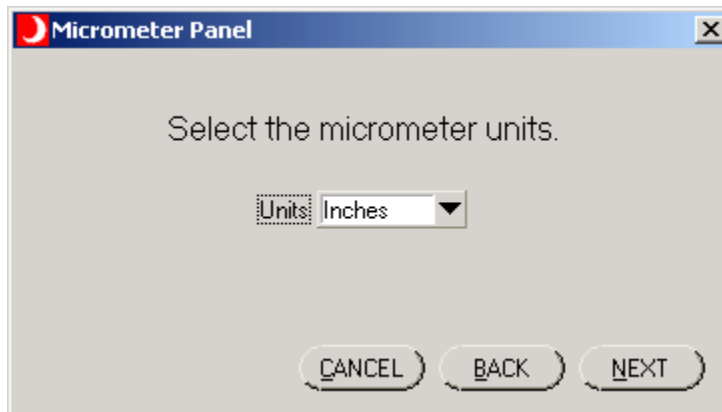 Micrometer Panel
Select the micrometer units.
Units Inches
CANCEL BACK NEXT